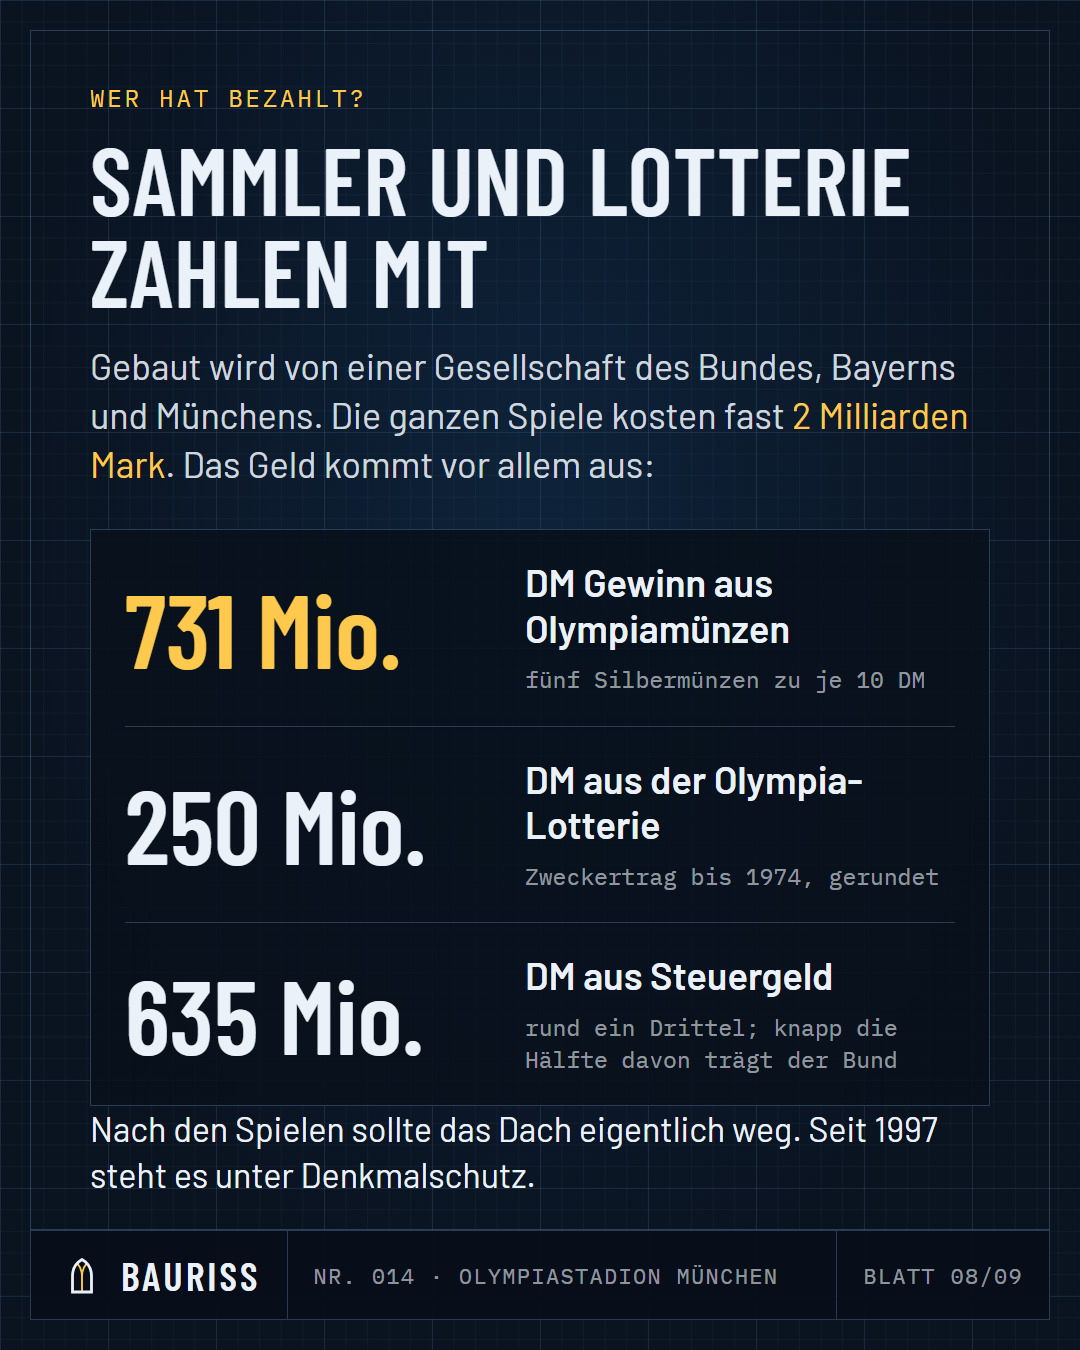 WER HAT BEZAHLT?
SAMMLER UND LOTTERIE
ZAHLEN MIT
Gebaut wird von einer Gesellschaft des Bundes, Bayerns
und Münchens. Die ganzen Spiele kosten fast 2 Milliarden
Mark. Das Geld kommt vor allem aus:
731 Mio.
DM Gewinn aus
Olympiamünzen
fünf Silbermünzen zu je 10 DM
250 Mio.
DM aus der Olympia-
Lotterie
Zweckertrag bis 1974, gerundet
635 Mio.
DM aus Steuergeld
rund ein Drittel; knapp die
Hälfte davon trägt der Bund
Nach den Spielen sollte das Dach eigentlich weg. Seit 1997
steht es unter Denkmalschutz.
BAURISS
NR. 014 · OLYMPIASTADION MÜNCHEN
BLATT 08/09